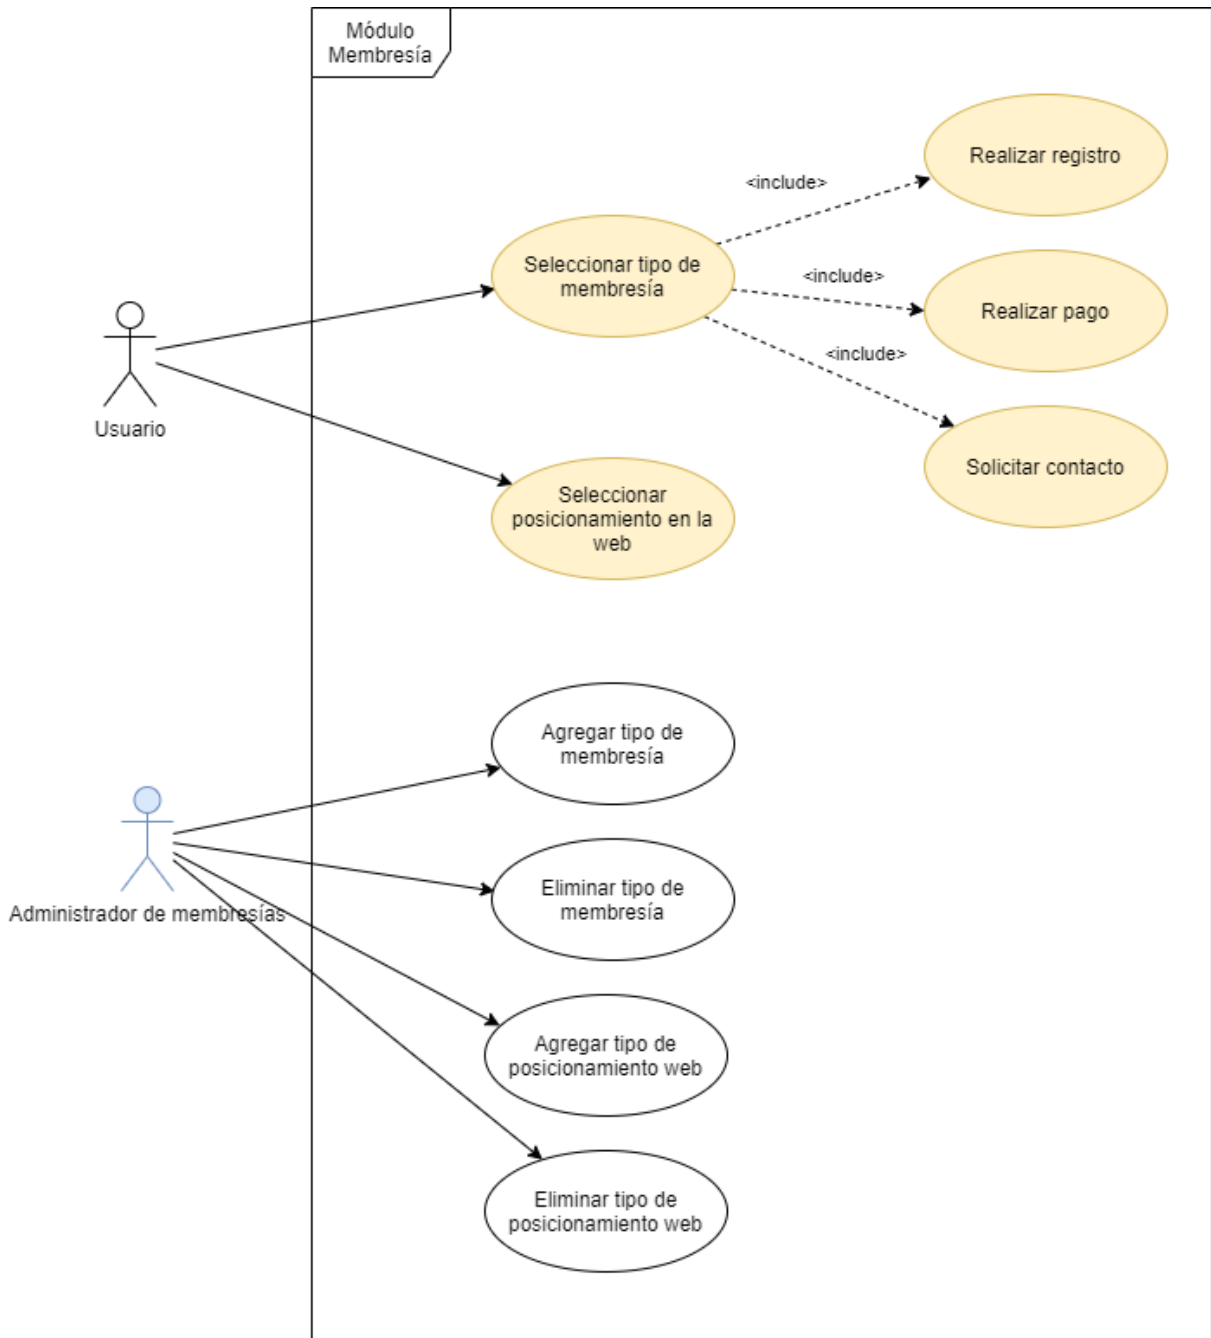 Módulo
Membresía
Realizar registro
<include>
Seleccionar tipo de
membresía
<include>
Realizar pago
<include>
Usuario
Solicitar contacto
Seleccionar
posicionamiento en la
web
Agregar tipo de
membresía
Eliminar tipo de
membresía
Administrador de membresías
Agregar tipo de
posicionamiento web
Eliminar tipo de
posicionamiento web